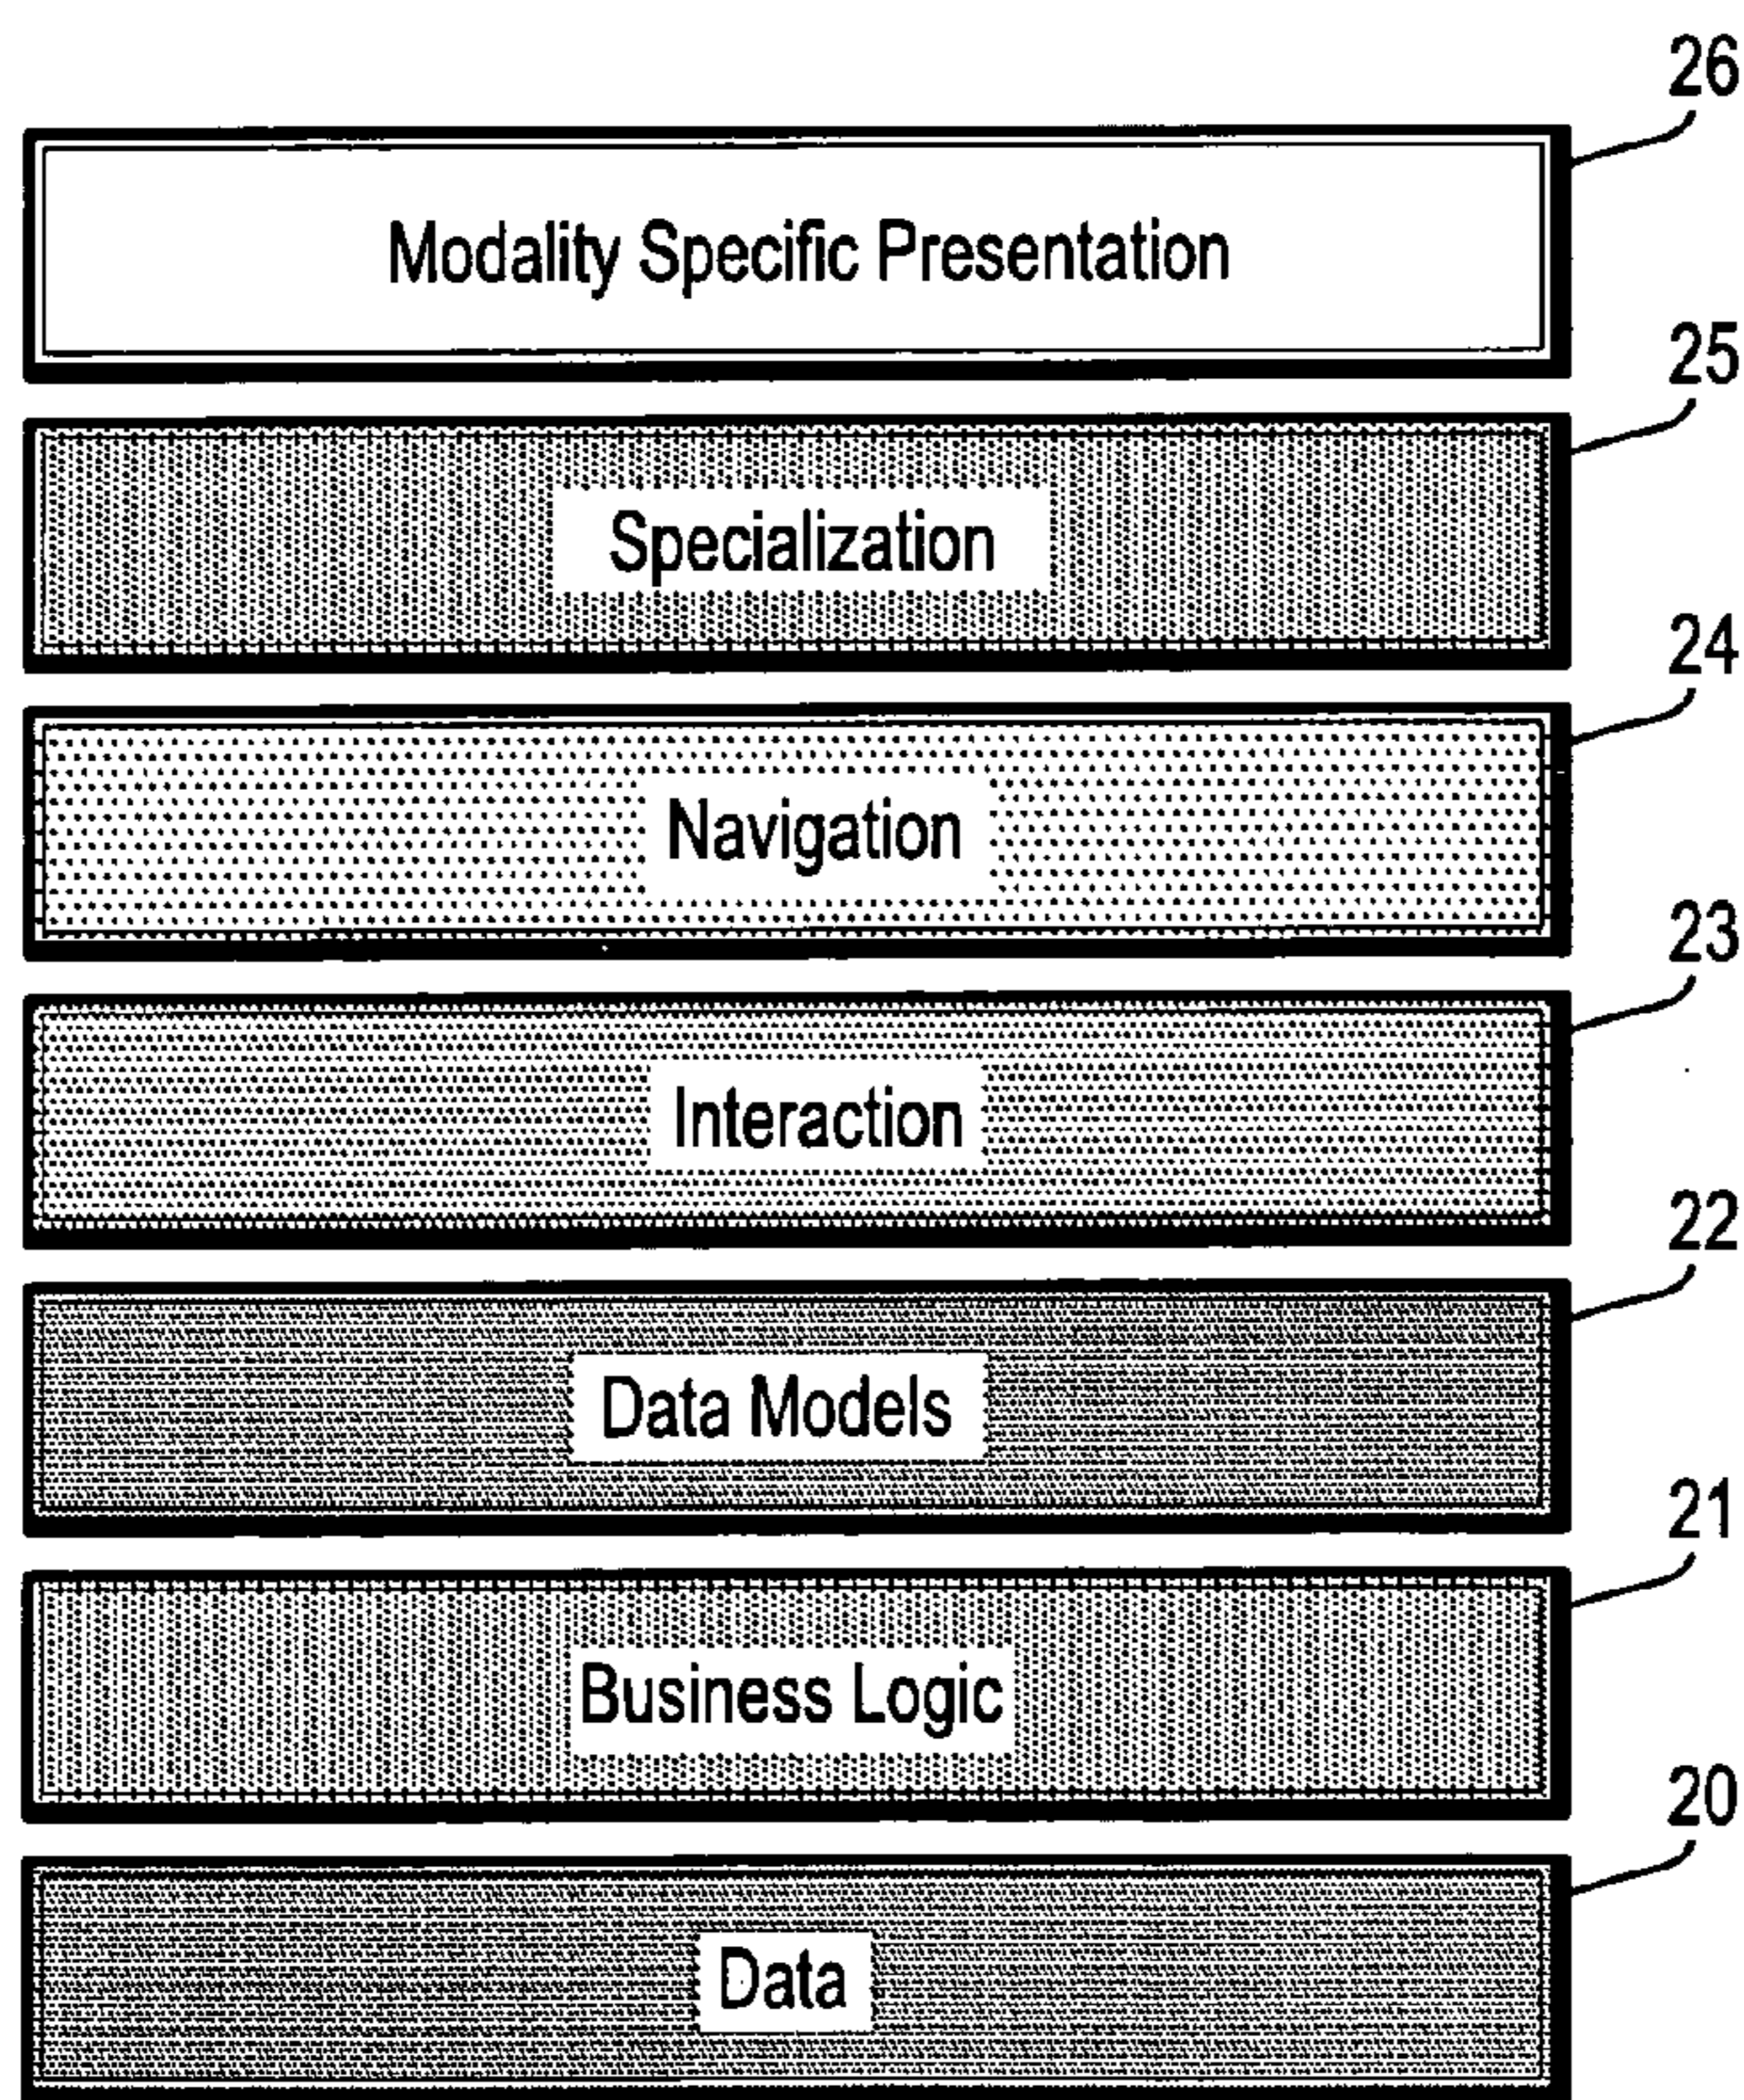 26
Modality Specific Presentation
25
Specialization
24
Navigation
23
Interaction
22
Data Models
21
Business Logic
20
Data